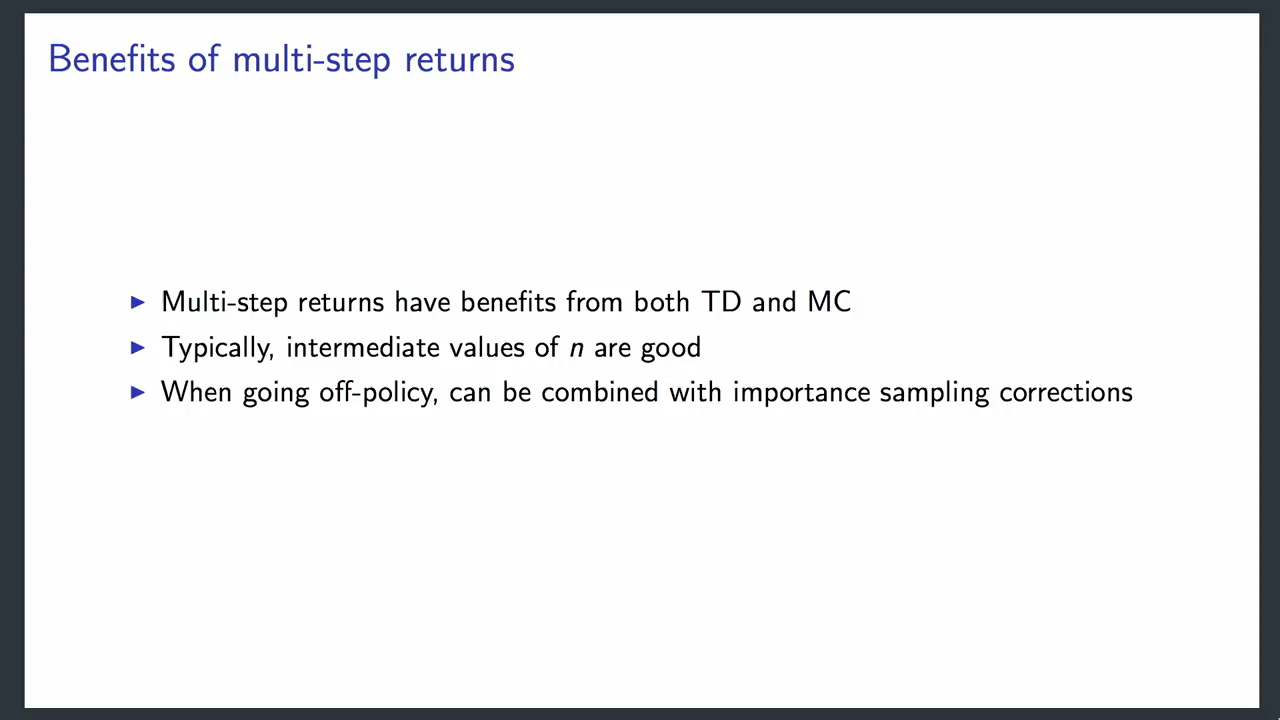 Benefits of multi-step returns
▶ Multi-step returns have benefits from both TD and MC
▶ Typically, intermediate values of n are good
▶ When going off-policy, can be combined with importance sampling corrections